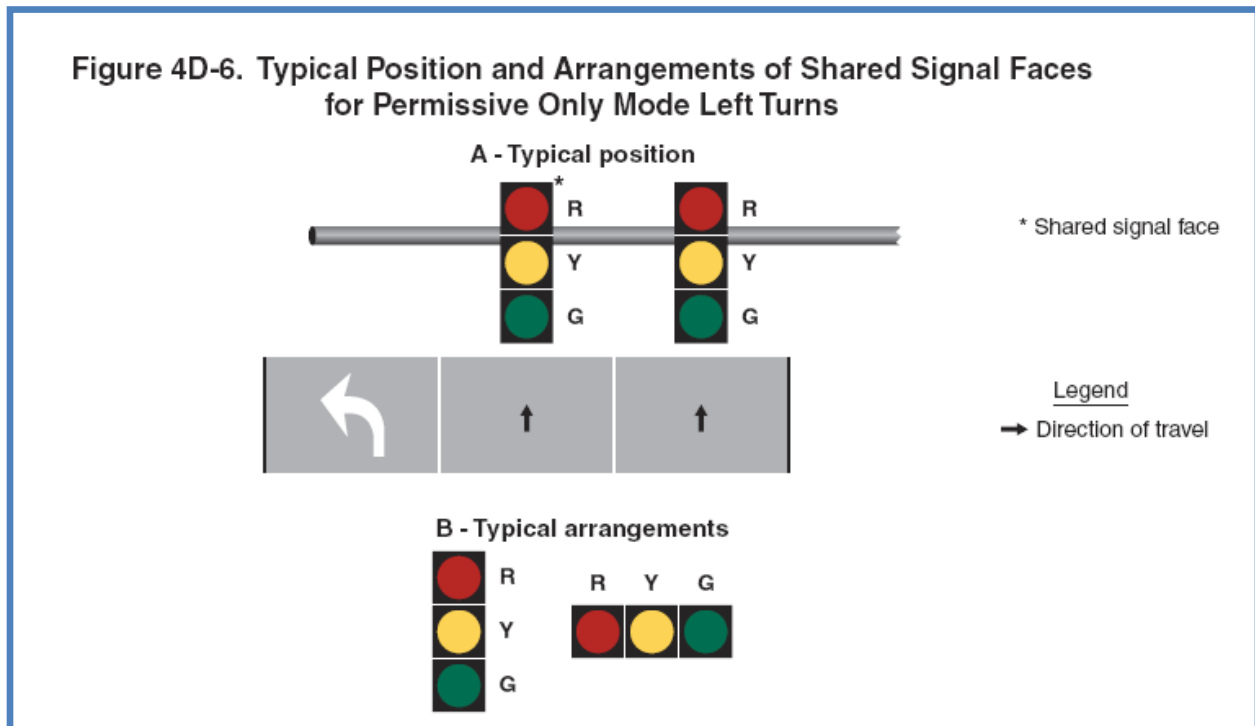 Figure 4D-6. Typical Position and Arrangements of Shared Signal Faces
for Permissive Only Mode Left Turns
A - Typical position
*
R R
* Shared signal face
Y Y
G G
Legend
Direction of travel
B - Typical arrangements
R
Y
G
R Y G